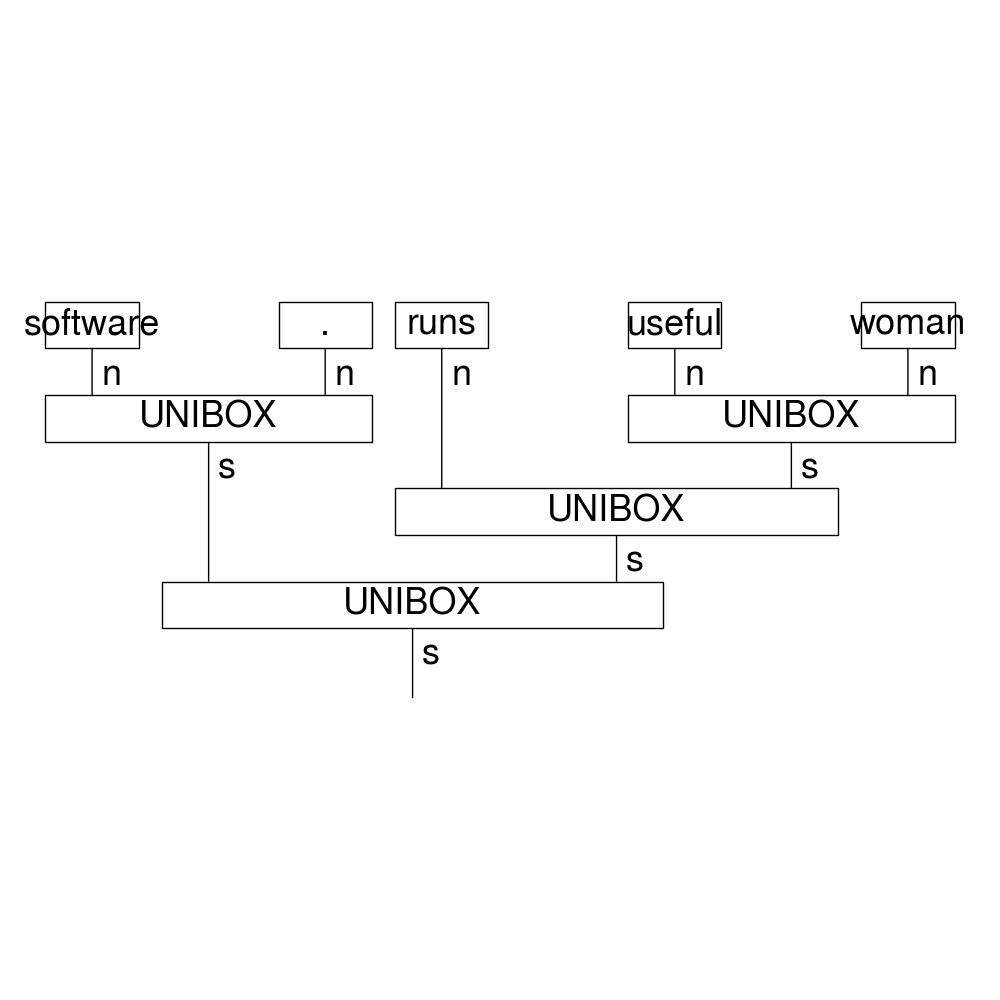 software . runs useful woman
n n n n n
UNIBOX UNIBOX
s s
UNIBOX
s
UNIBOX
s